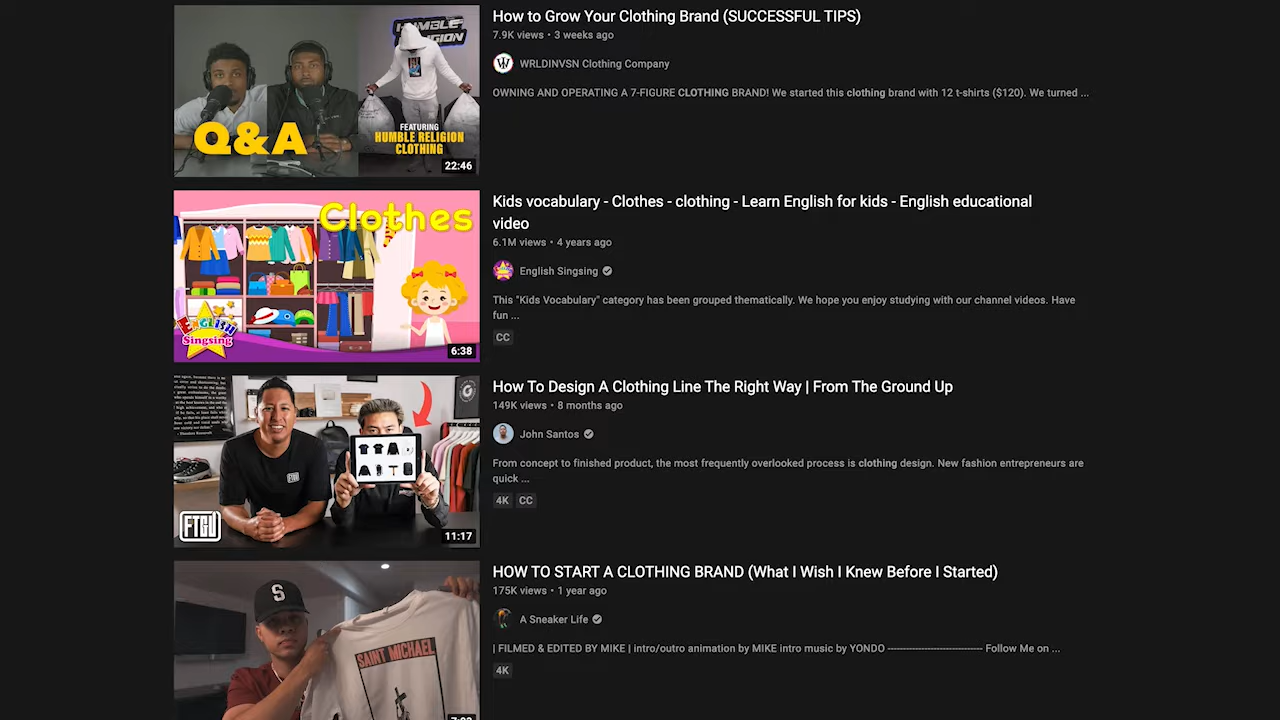 HUMBLE
RELIGION
Q&A
FEATURING
HUMBLE RELIGION
CLOTHING
22:46
How to Grow Your Clothing Brand (SUCCESSFUL TIPS)
7.9K views • 3 weeks ago
WRLDINVSN Clothing Company
OWNING AND OPERATING A 7-FIGURE CLOTHING BRAND! We started this clothing brand with 12 t-shirts ($120). We turned ...
Clothes
ENGLISH
Singsing
6:38
Kids vocabulary - Clothes - clothing - Learn English for kids - English educational
video
6.1M views • 4 years ago
English Singsing
This "Kids Vocabulary" category has been grouped thematically. We hope you enjoy studying with our channel videos. Have
fun ...
CC
FTGU
FTGU
11:17
How To Design A Clothing Line The Right Way | From The Ground Up
149K views • 8 months ago
John Santos
From concept to finished product, the most frequently overlooked process is clothing design. New fashion entrepreneurs are
quick ...
4K CC
S
SAINT MICHAEL
HOW TO START A CLOTHING BRAND (What I Wish I Knew Before I Started)
175K views • 1 year ago
A Sneaker Life
| FILMED & EDITED BY MIKE | intro/outro animation by MIKE intro music by YONDO ------------------------------- Follow Me on ...
4K